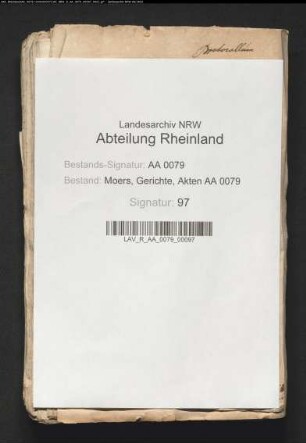 Landesarchiv NRW
Abteilung Rheinland
Bestands-Signatur: AA 0079
Bestand: Moers, Gerichte, Akten AA 0079
Signatur: 97
LAV_R_AA_0079_00097